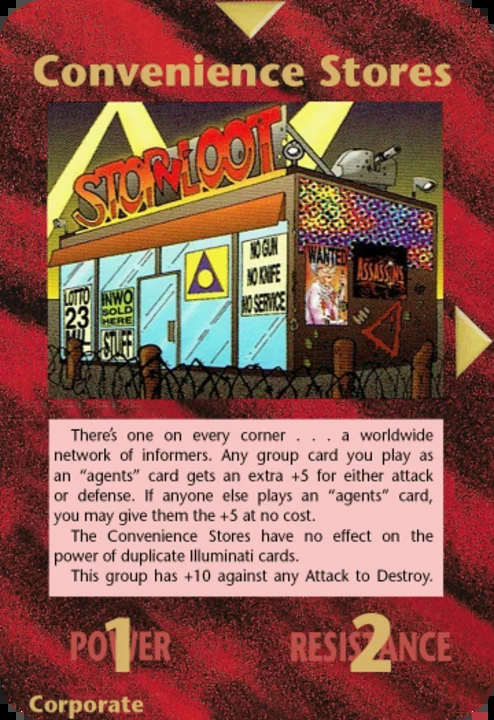 Convenience Stores
STOP N LOOT
LOTTO
23
MIL
INWO
SOLD
HERE
STUFF
NO GUN
NO KNIFE
NO SERVICE
WANTED
ASSASSINS
There's one on every corner . . . a worldwide
network of informers. Any group card you play as
an “agents” card gets an extra +5 for either attack
or defense. If anyone else plays an “agents” card,
you may give them the +5 at no cost.
The Convenience Stores have no effect on the
power of duplicate Illuminati cards.
This group has +10 against any Attack to Destroy.
POWER
1
RESISTANCE
2
Corporate